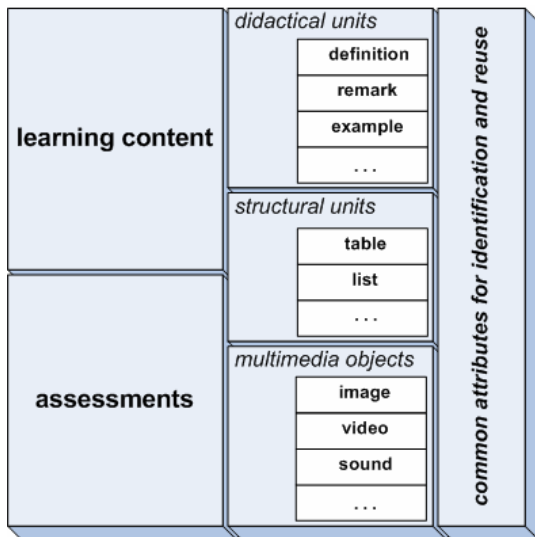 learning content
assessments
didactical units
definition
remark
example
...
structural units
table
list
...
multimedia objects
image
video
sound
...
common attributes for identification and reuse